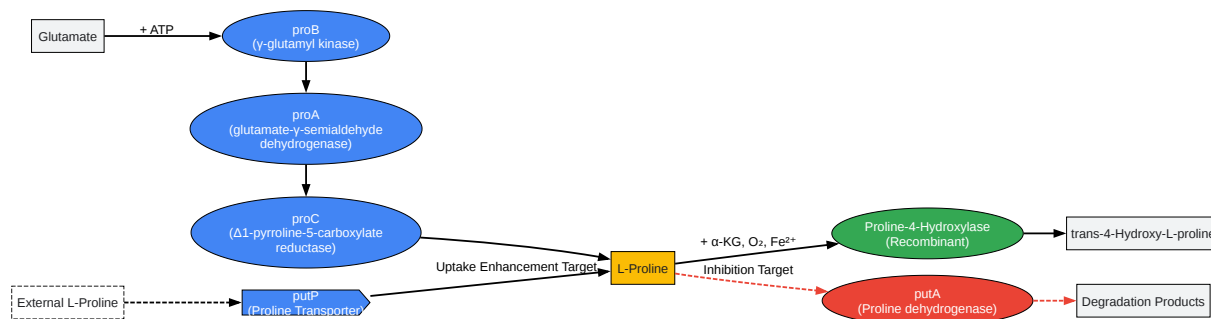 Glutamate
+ ATP
proB
(γ-glutamyl kinase)
proA
(glutamate-γ-semialdehyde
dehydrogenase)
proC
(Δ1-pyrroline-5-carboxylate
reductase)
External L-Proline
putP
(Proline Transporter)
Uptake Enhancement Target
L-Proline
+ α-KG, O₂, Fe²⁺
Inhibition Target
Proline-4-Hydroxylase
(Recombinant)
trans-4-Hydroxy-L-proline
putA
(Proline dehydrogenase)
Degradation Products